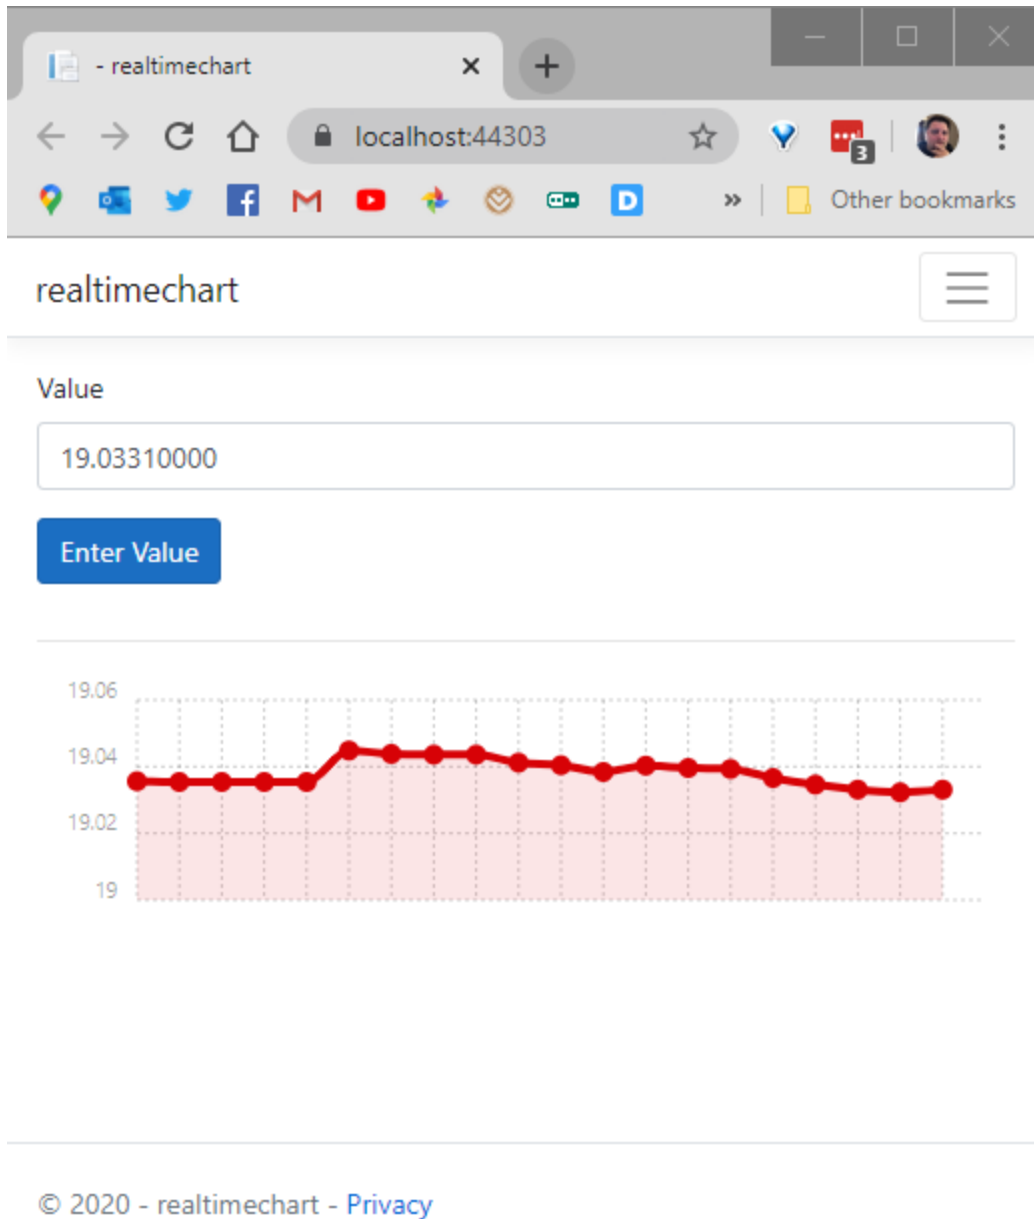 - realtimechart
localhost:44303
3
D
Other bookmarks
realtimechart
Value
19.03310000
Enter Value
19.06
19.04
19.02
19
© 2020 - realtimechart - Privacy